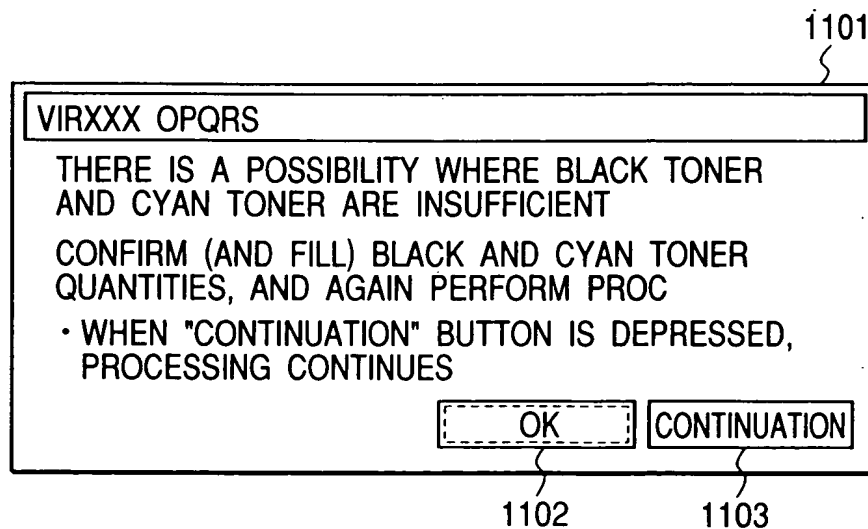 1101
VIRXXX OPQRS
THERE IS A POSSIBILITY WHERE BLACK TONER
AND CYAN TONER ARE INSUFFICIENT
CONFIRM (AND FILL) BLACK AND CYAN TONER
QUANTITIES, AND AGAIN PERFORM PROC
· WHEN "CONTINUATION" BUTTON IS DEPRESSED,
PROCESSING CONTINUES
OK CONTINUATION
1102 1103